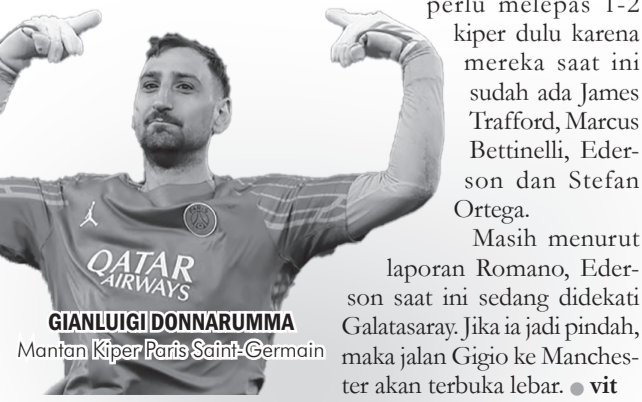 perlu melepas 1-2
kiper dulu karena
mereka saat ini
sudah ada James
Trafford, Marcus
Bettinelli, Eder-
son dan Stefan
Ortega.
Masih menurut
laporan Romano, Eder-
son saat ini sedang didekati
Galatasaray. Jika ia jadi pindah,
maka jalan Gigio ke Manches-
ter akan terbuka lebar. ● vit
QATAR
AIRWAYS
GIANLUIGI DONNARUMMA
Mantan Kiper Paris Saint-Germain